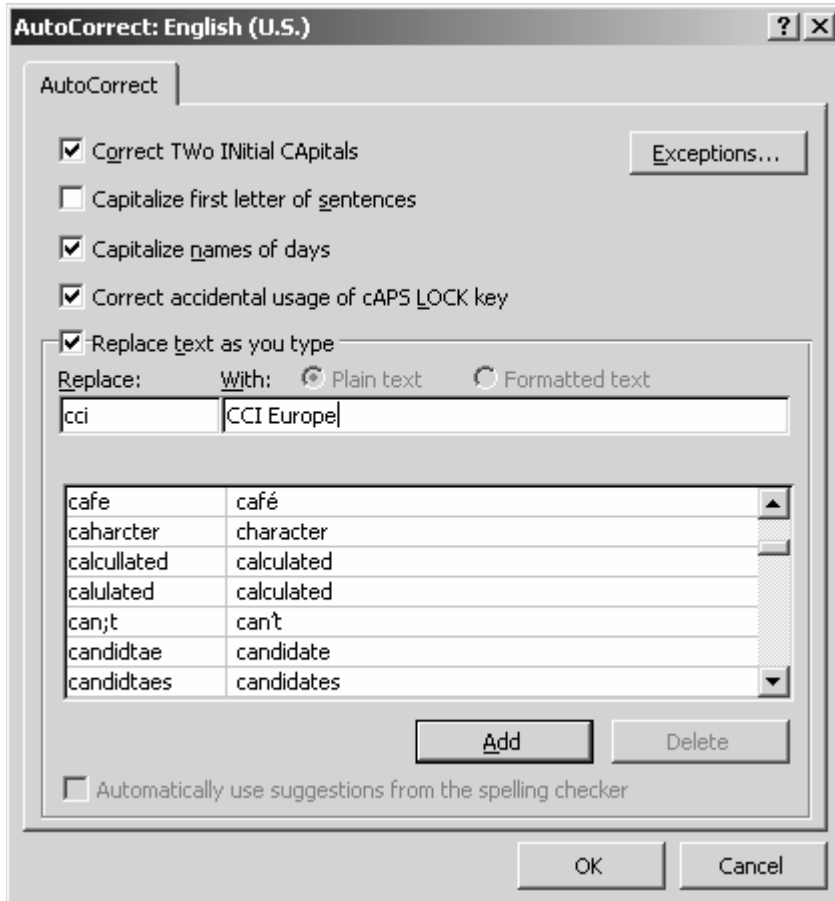 AutoCorrect: English (U.S.)
AutoCorrect
Correct TWo INitial CApitals
Exceptions...
Capitalize first letter of sentences
Capitalize names of days
Correct accidental usage of cAPS LOCK key
Replace text as you type
Replace: With: Plain text Formatted text
cci CCI Europe
cafe café
caharcter character
calcullated calculated
calulated calculated
can;t can't
candidtae candidate
candidtaes candidates
Add Delete
Automatically use suggestions from the spelling checker
OK Cancel